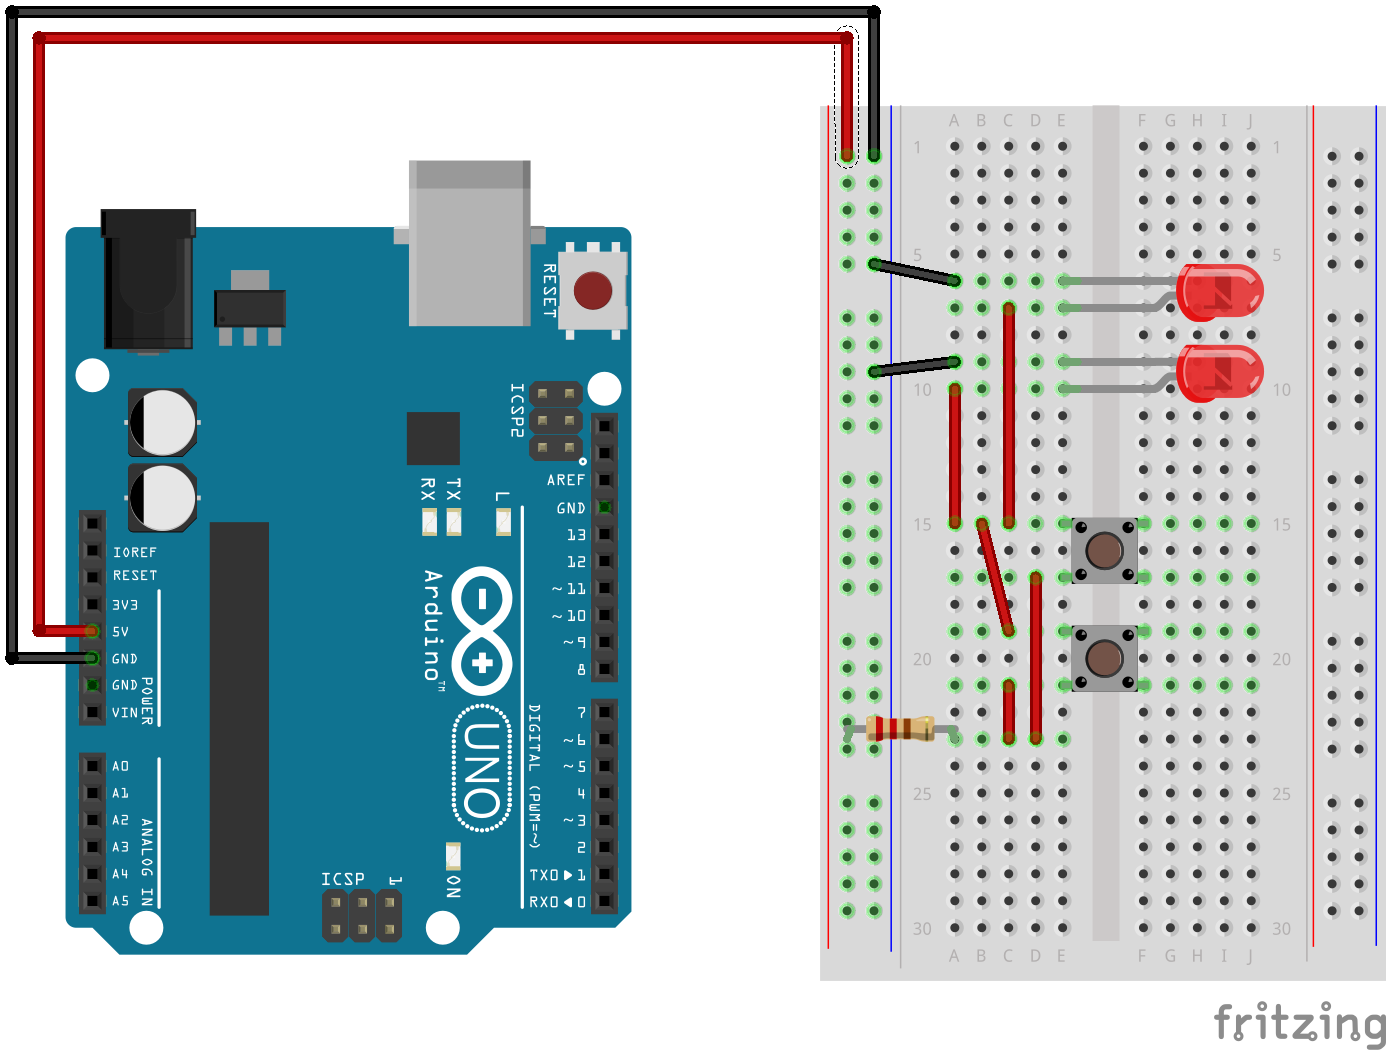 A B C D E F G H I J
1 1
5 5
10 10
15 15
20 20
25 25
30 30
A B C D E F G H I J
RESET
ICSP2
AREF
GND
13
12
~11
~10
~9
8
7
~6
~5
4
~3
2
TX0▶1
RX0◀0
DIGITAL (PWM=~)
RX
TX
L
Arduino™
UNO
ON
ICSP
1
IOREF
RESET
3V3
5V
GND
GND
VIN
POWER
A0
A1
A2
A3
A4
A5
ANALOG IN
fritzing